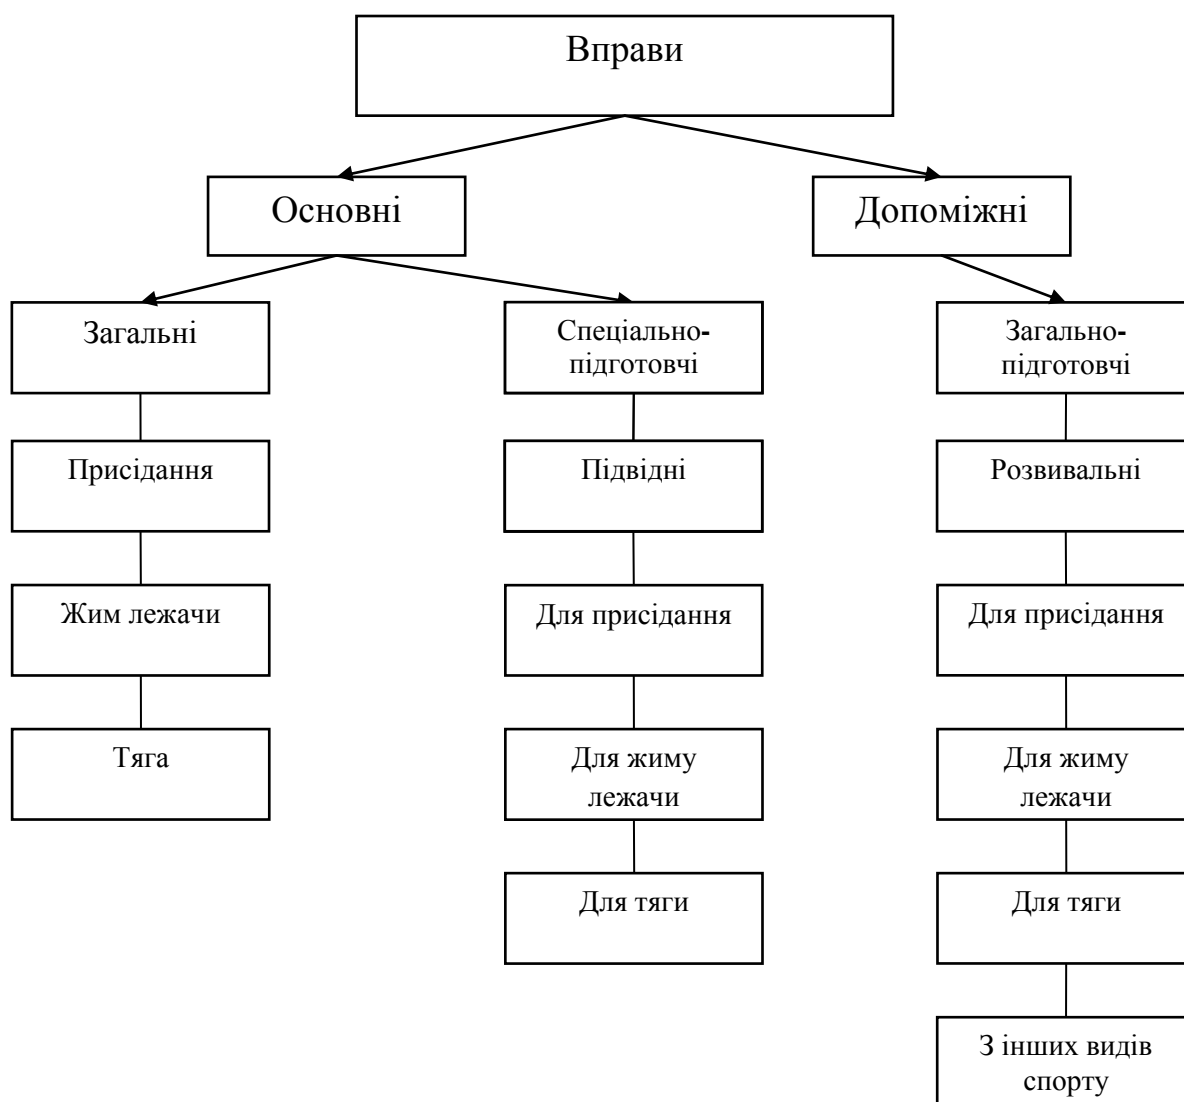 Вправи
Основні
Допоміжні
Загальні
Спеціально-
підготовчі
Загально-
підготовчі
Присідання
Підвідні
Розвивальні
Жим лежачи
Для присідання
Для присідання
Тяга
Для жиму
лежачи
Для жиму
лежачи
Для тяги
Для тяги
З інших видів
спорту